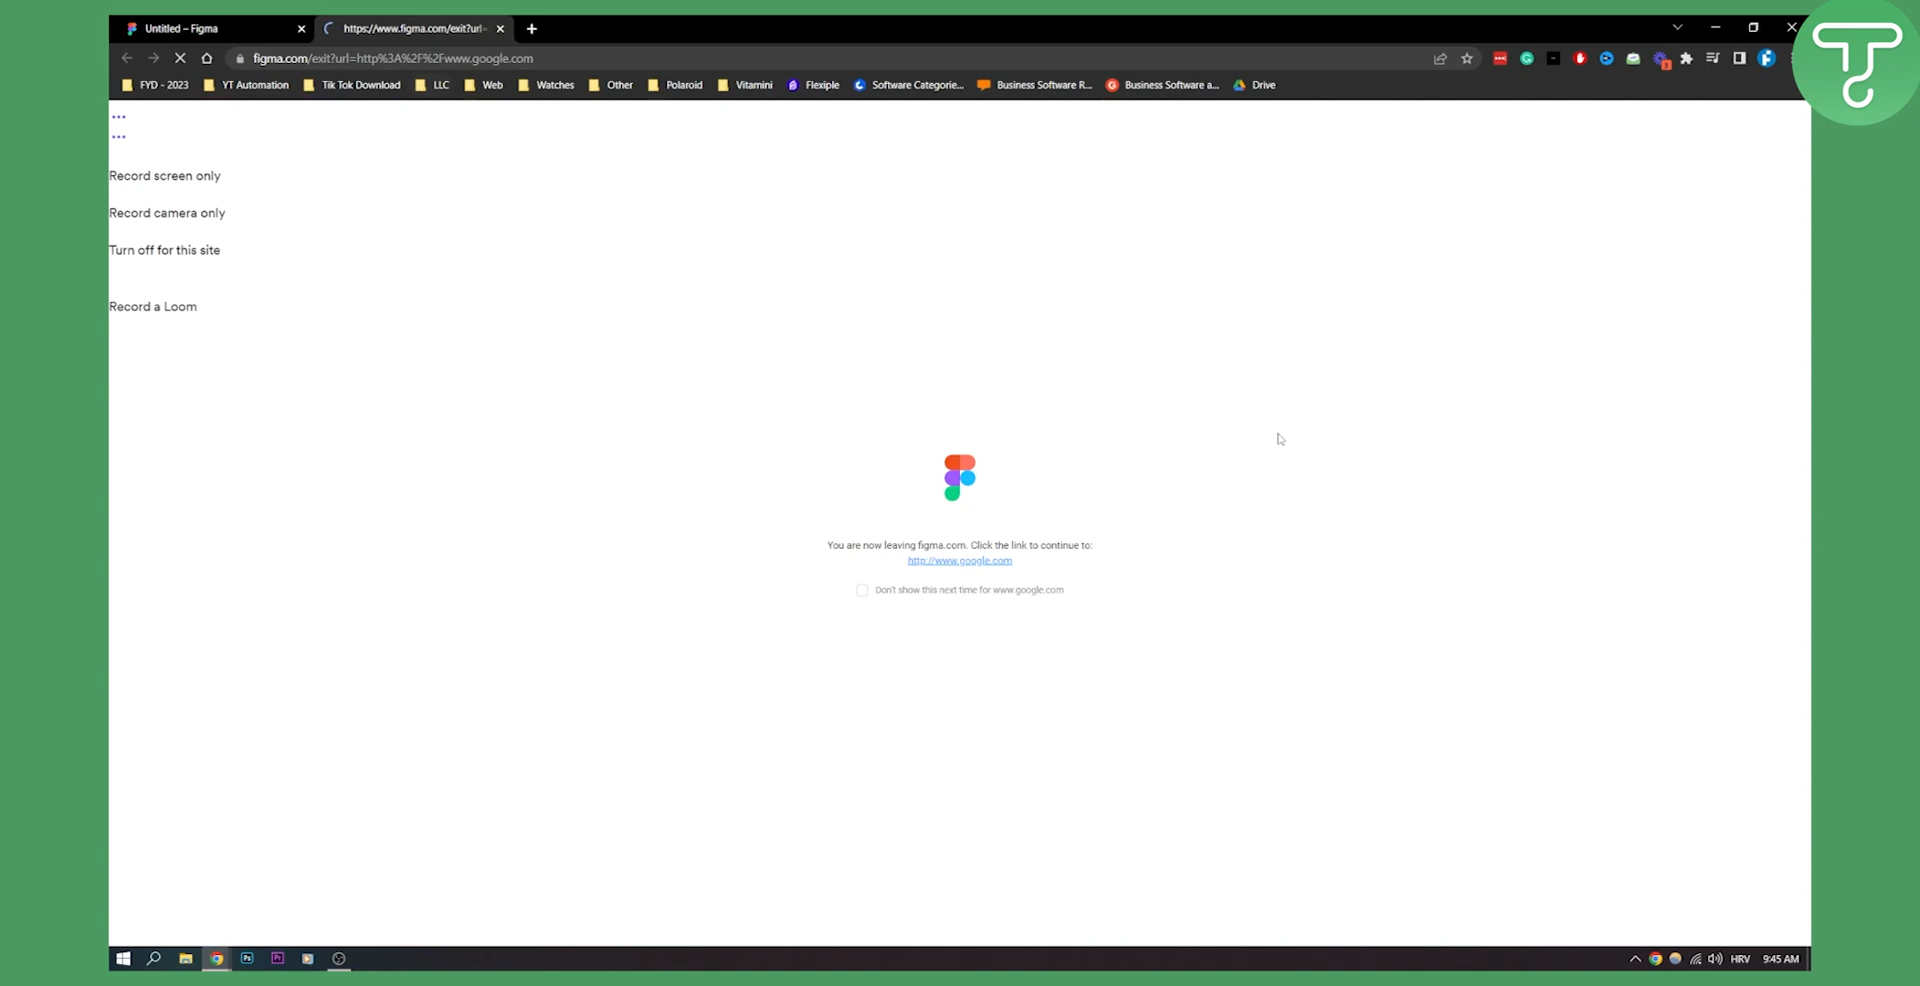 Untitled – Figma
https://www.figma.com/exit?url=
figma.com/exit?url=http%3A%2F%2Fwww.google.com
FYD - 2023
YT Automation
Tik Tok Download
LLC
Web
Watches
Other
Polaroid
Vitamini
Flexiple
Software Categorie...
Business Software R...
Business Software a...
Drive
Record screen only
Record camera only
Turn off for this site
Record a Loom
You are now leaving figma.com. Click the link to continue to:
http://www.google.com
Don't show this next time for www.google.com
Ps
Pr
HRV
9:45 AM